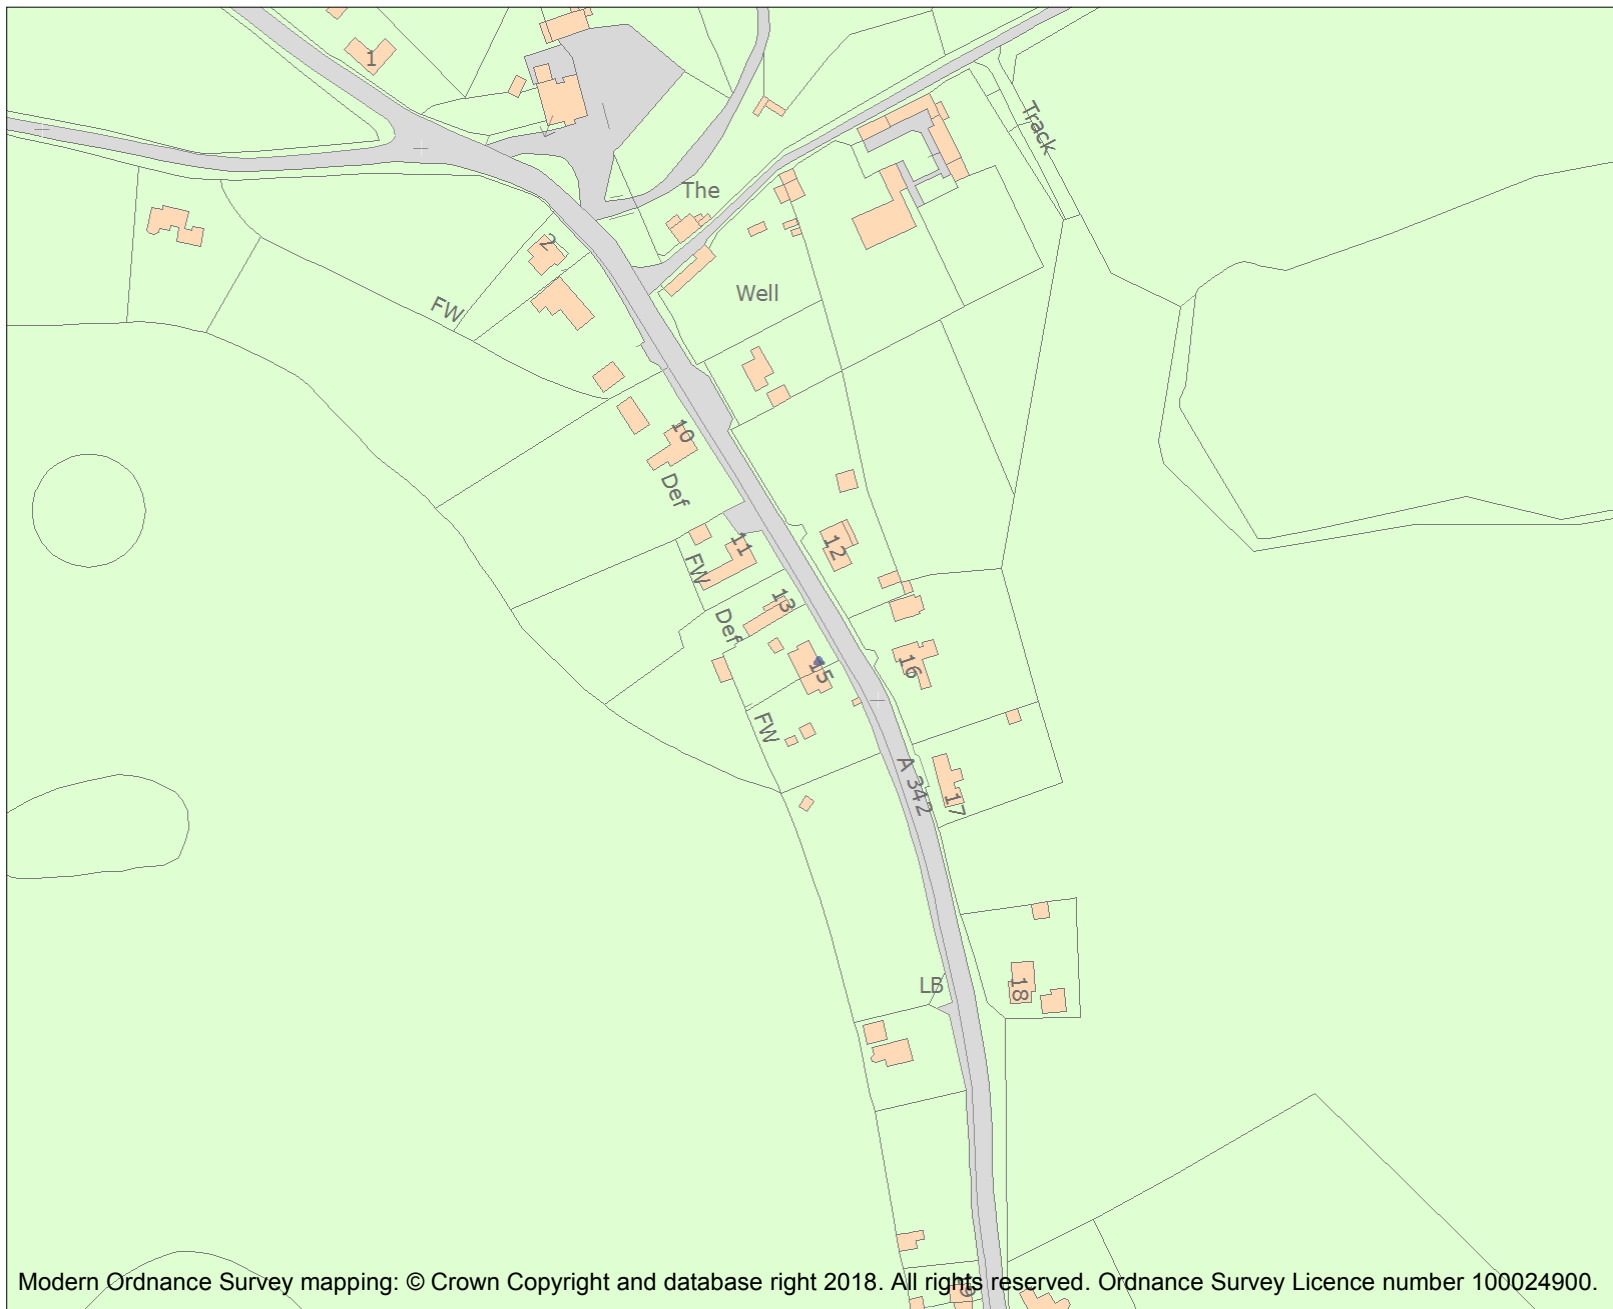 1
Track
The
2
FW
Well
10
Def
11
12
FW
13
Def
15
16
FW
A 342
17
LB
18
Modern Ordnance Survey mapping: © Crown Copyright and database right 2018. All rights reserved. Ordnance Survey Licence number 100024900.